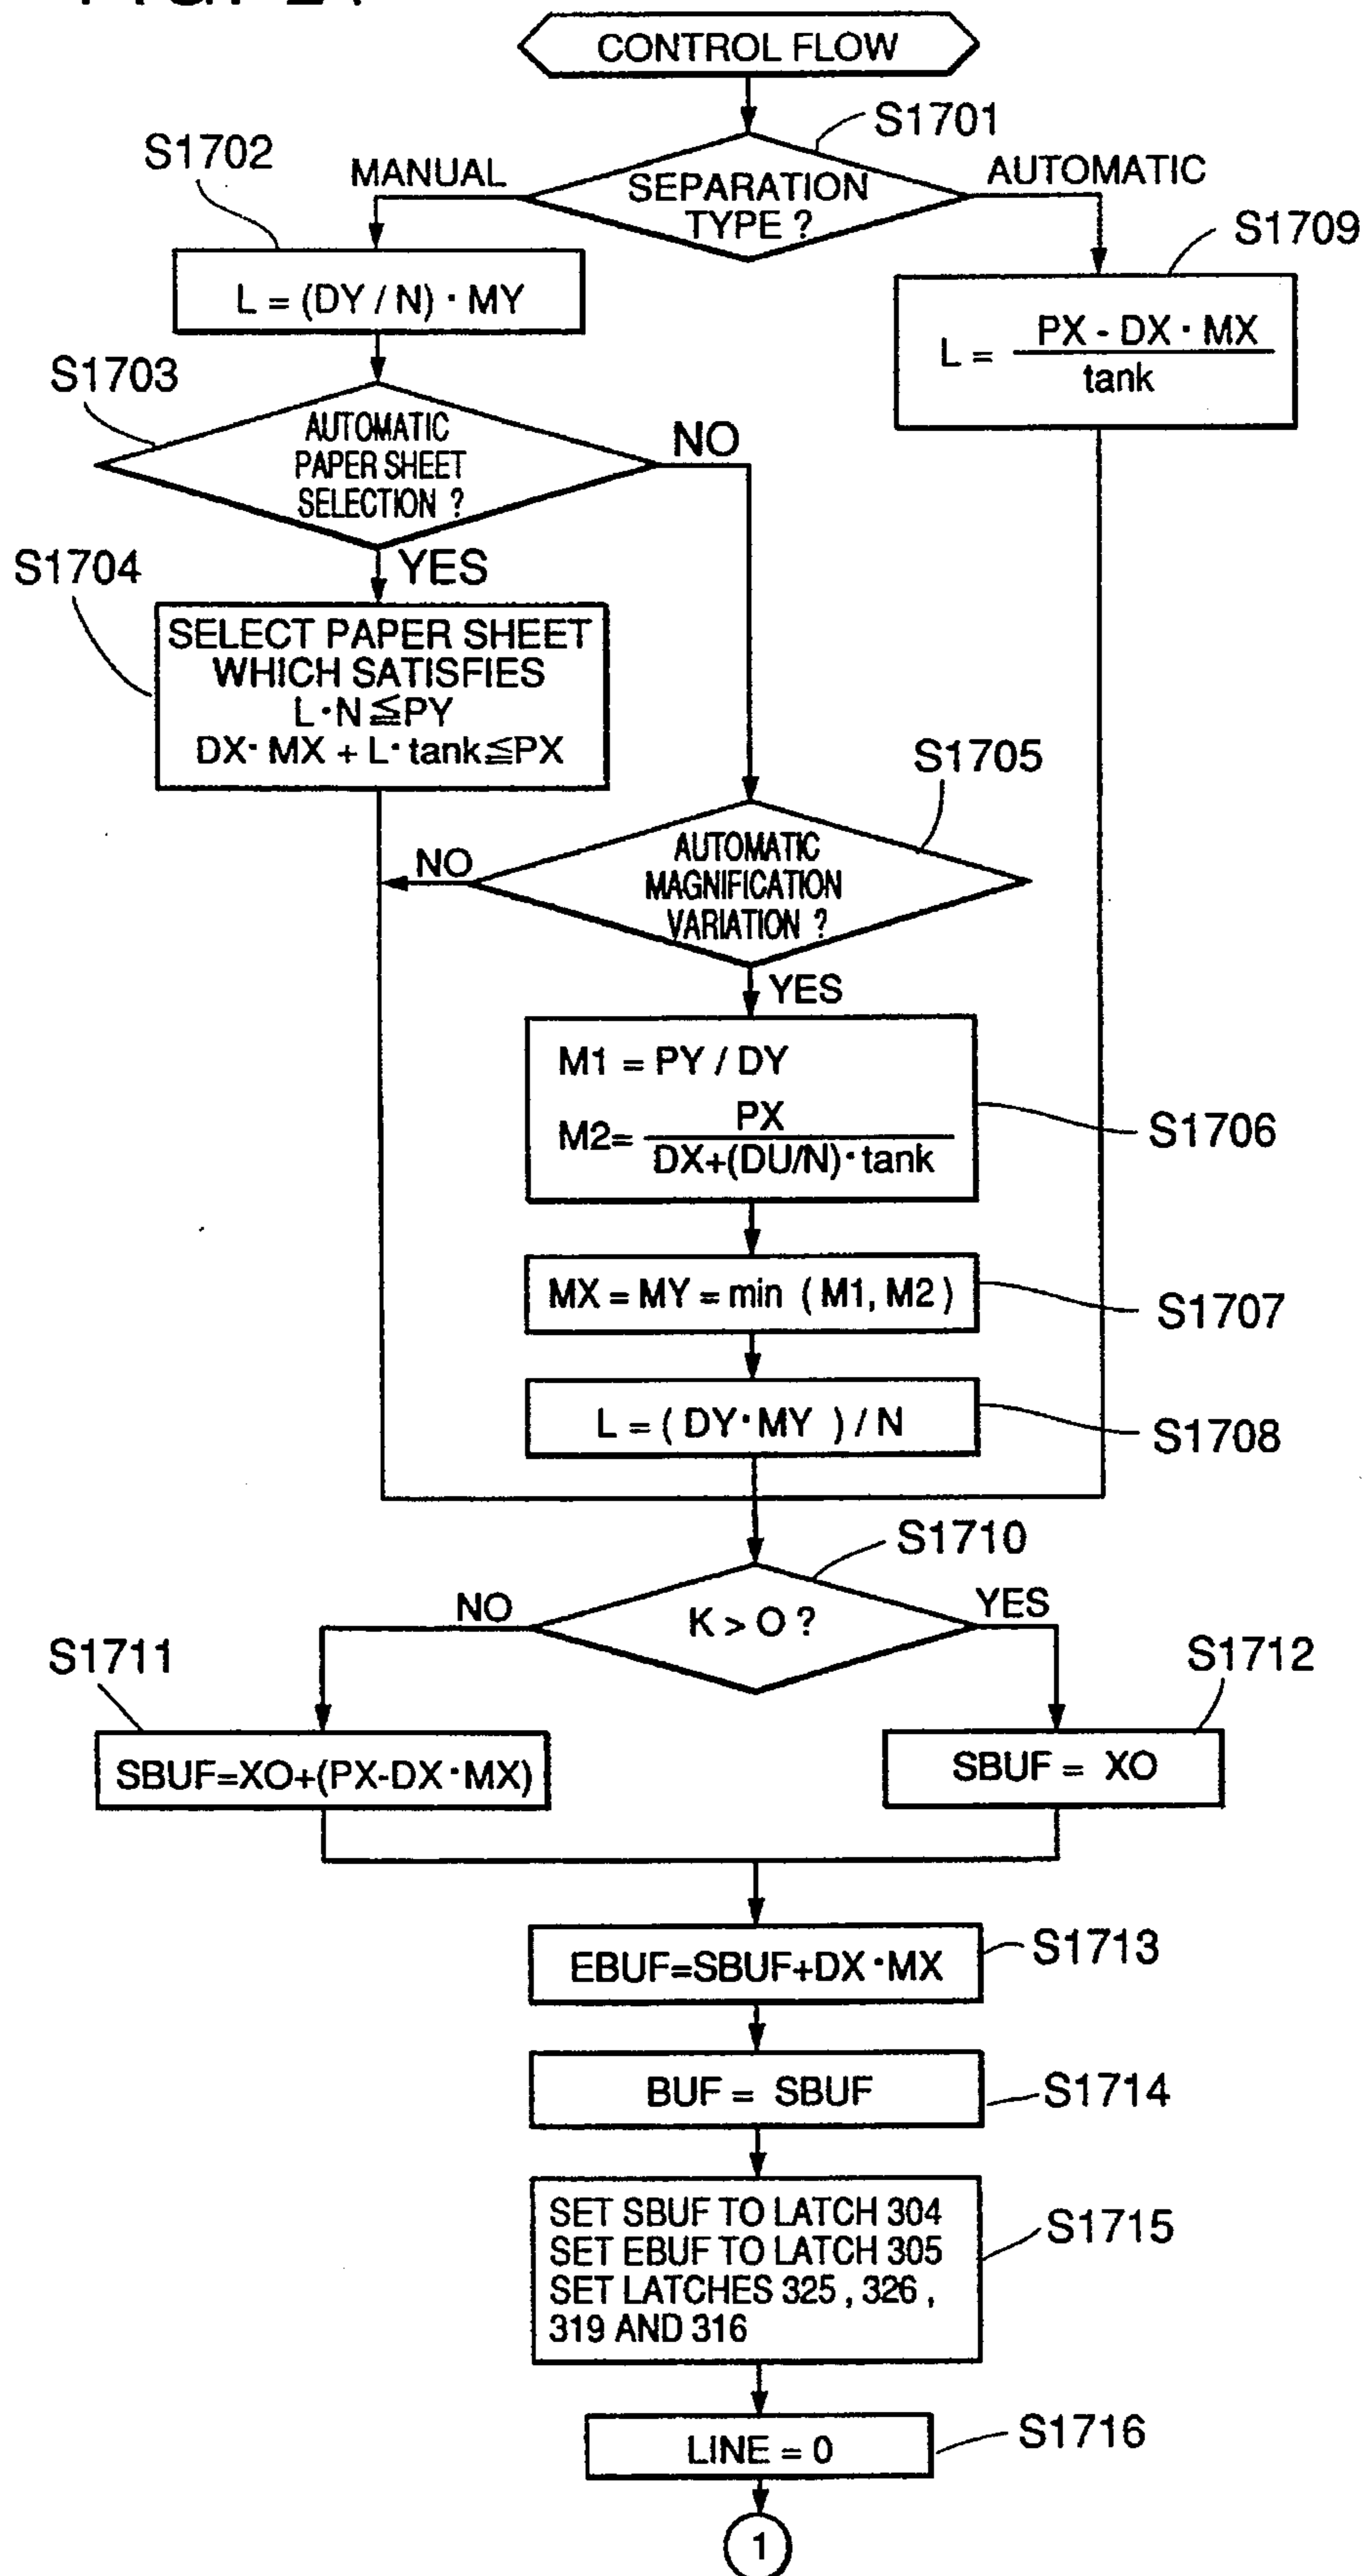 CONTROL FLOW
S1701
S1702
MANUAL
SEPARATION
TYPE ?
AUTOMATIC
S1709
L = (DY / N) · MY
L = PX - DX · MX
tank
S1703
AUTOMATIC
PAPER SHEET
SELECTION ?
NO
S1704
YES
SELECT PAPER SHEET
WHICH SATISFIES
L·N ≦ PY
DX· MX + L· tank ≦ PX
S1705
AUTOMATIC
MAGNIFICATION
VARIATION ?
NO
YES
M1 = PY / DY
M2= PX
DX+(DU/N)·tank
S1706
MX = MY = min ( M1, M2 )
S1707
L = ( DY·MY ) / N
S1708
S1710
NO
K > O ?
YES
S1711
S1712
SBUF=XO+(PX-DX·MX)
SBUF = XO
EBUF=SBUF+DX·MX
S1713
BUF = SBUF
S1714
SET SBUF TO LATCH 304
SET EBUF TO LATCH 305
SET LATCHES 325 , 326 ,
319 AND 316
S1715
LINE = 0
S1716
1